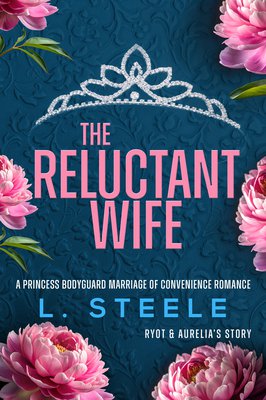 THE
RELUCTANT
WIFE
A PRINCESS BODYGUARD MARRIAGE OF CONVENIENCE ROMANCE
L. STEELE
RYOT & AURELIA'S STORY